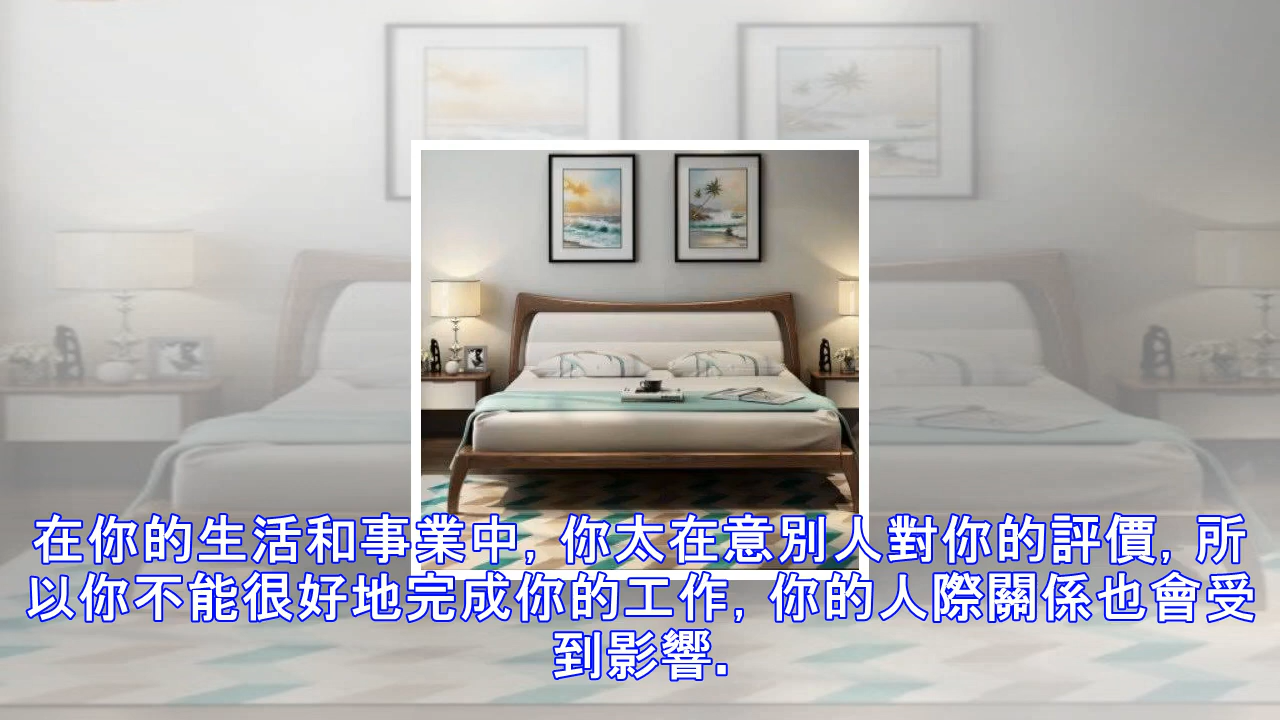 在你的生活和事業中, 你太在意別人對你的評價, 所
以你不能很好地完成你的工作, 你的人際關係也會受
到影響.